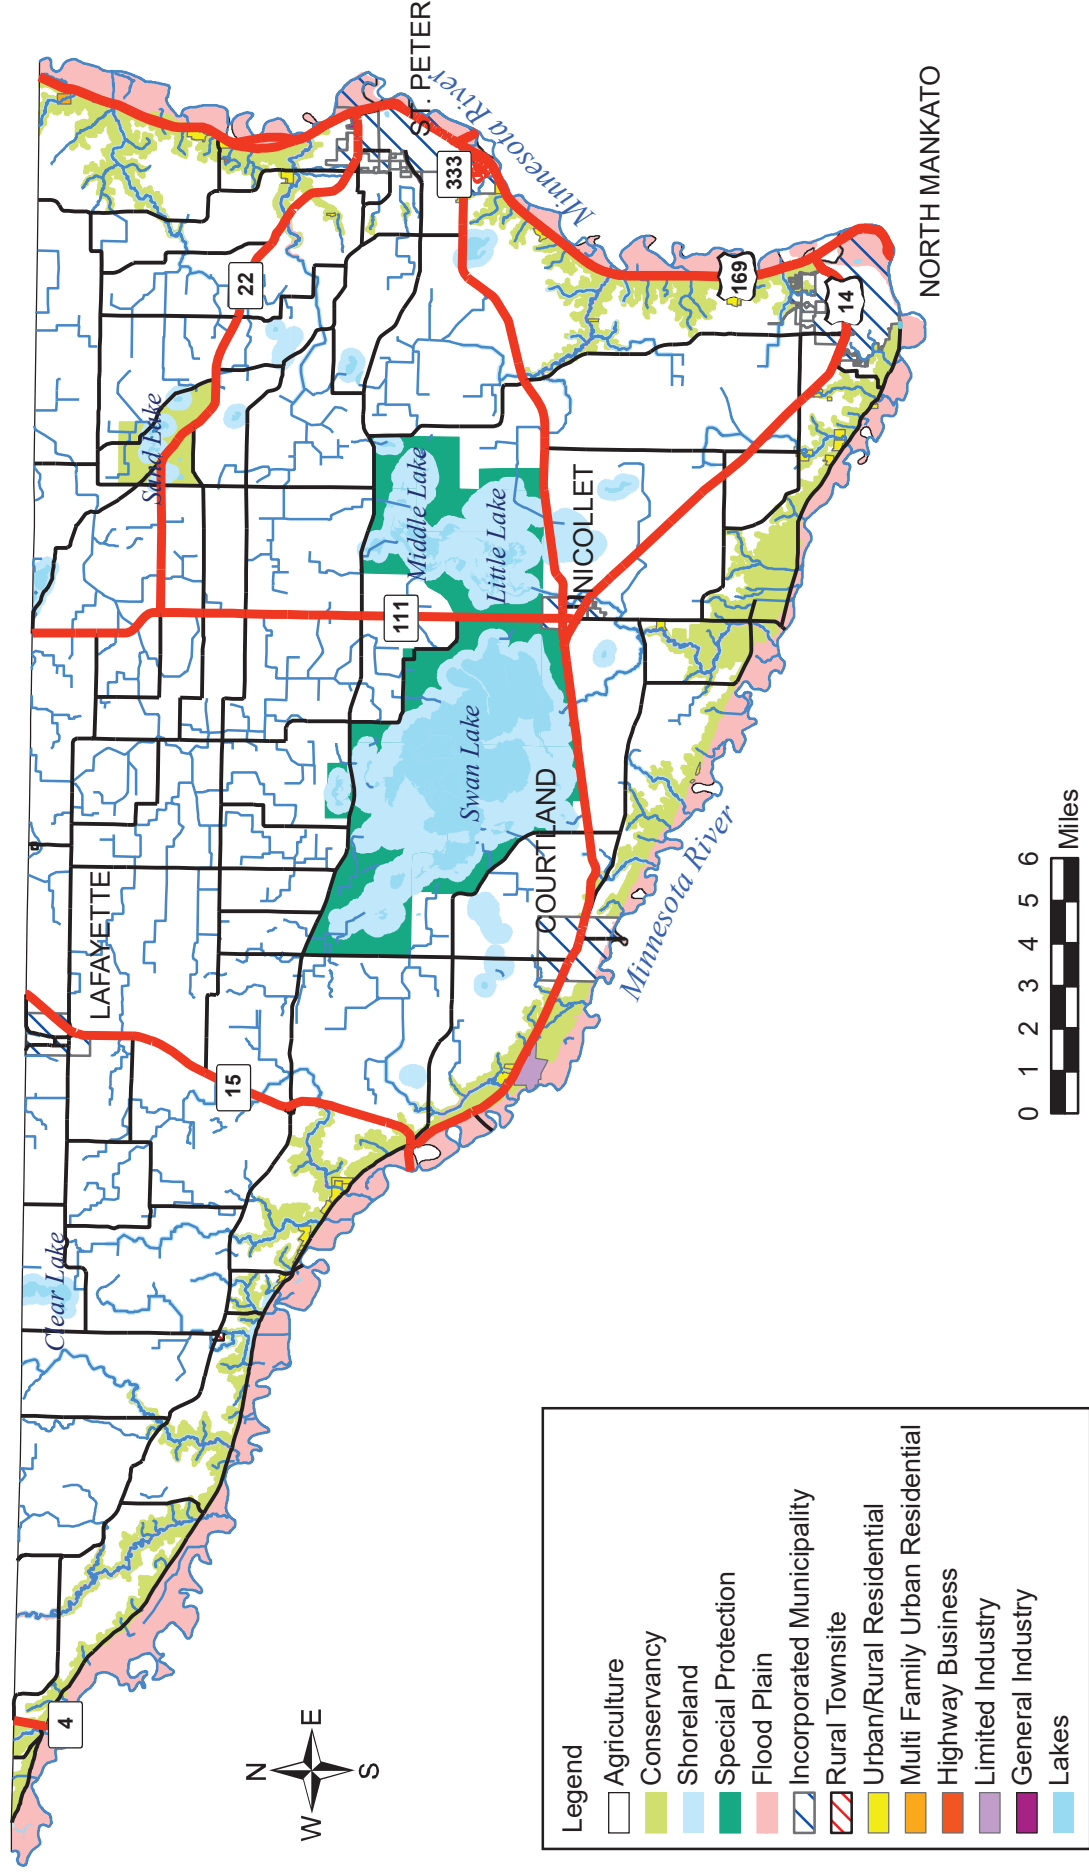 ST. PETER
Minnesota River
333
22
Sand Lake
169
14
NORTH MANKATO
Middle Lake
Little Lake
NICOLLET
111
Swan Lake
COURTLAND
Minnesota River
LAFAYETTE
15
Clear Lake
4
N
W
E
S
0 1 2 3 4 5 6
Miles
Legend
Agriculture
Conservancy
Shoreland
Special Protection
Flood Plain
Incorporated Municipality
Rural Townsite
Urban/Rural Residential
Multi Family Urban Residential
Highway Business
Limited Industry
General Industry
Lakes